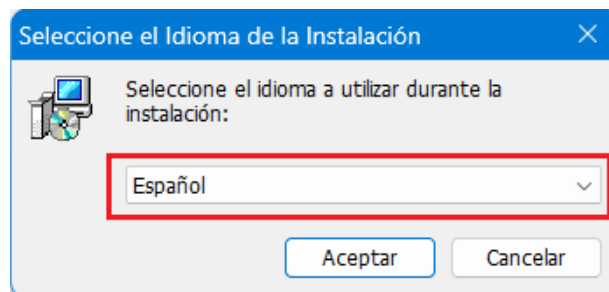 Seleccione el Idioma de la Instalación
Seleccione el idioma a utilizar durante la
instalación:
Español
Aceptar
Cancelar